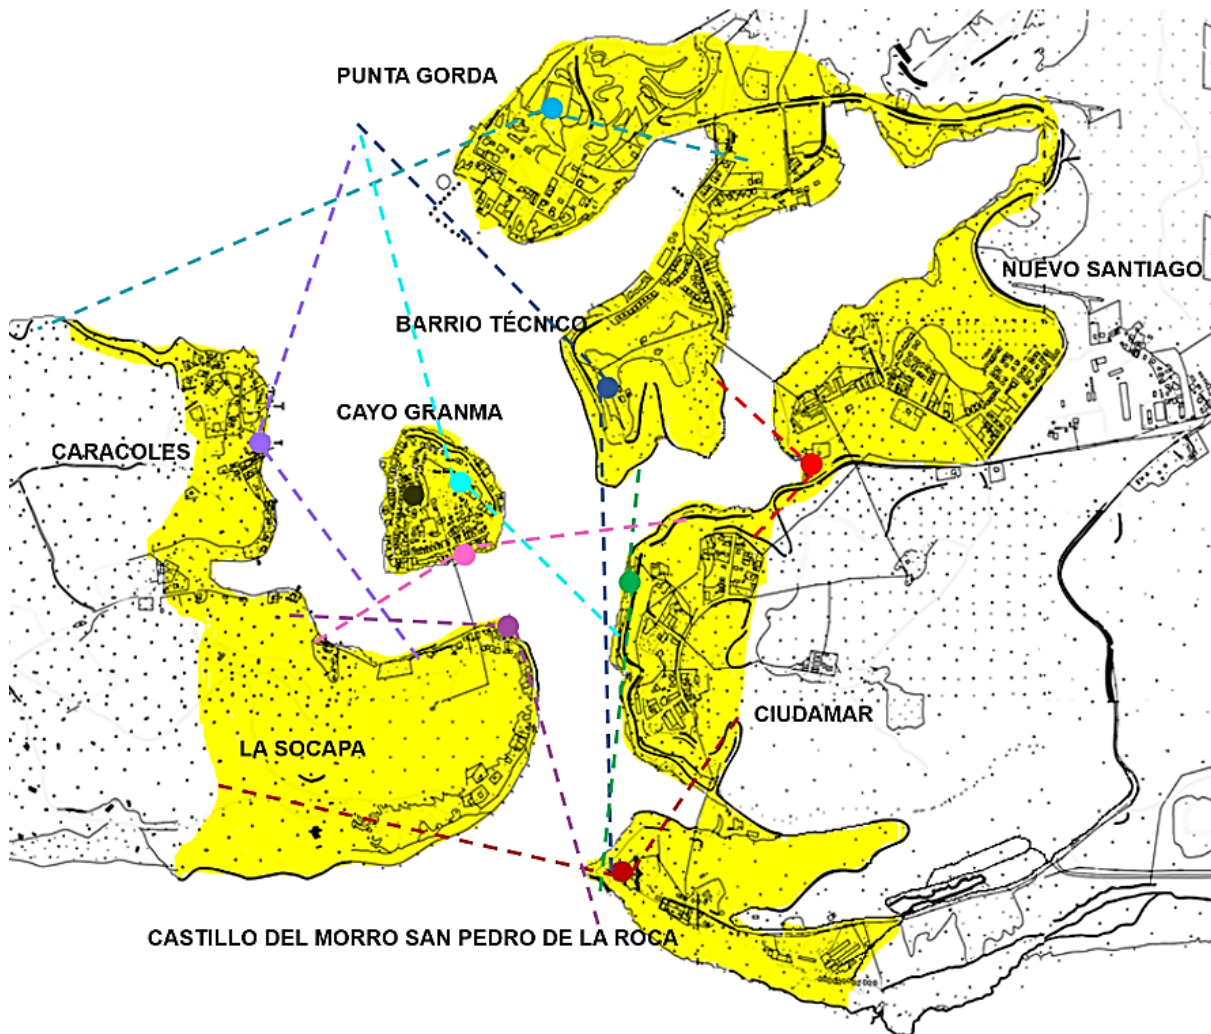 PUNTA GORDA
NUEVO SANTIAGO
BARRIO TÉCNICO
CAYO GRANMA
CARACOLES
CIUDAMAR
LA SOCAPA
CASTILLO DEL MORRO SAN PEDRO DE LA ROCA